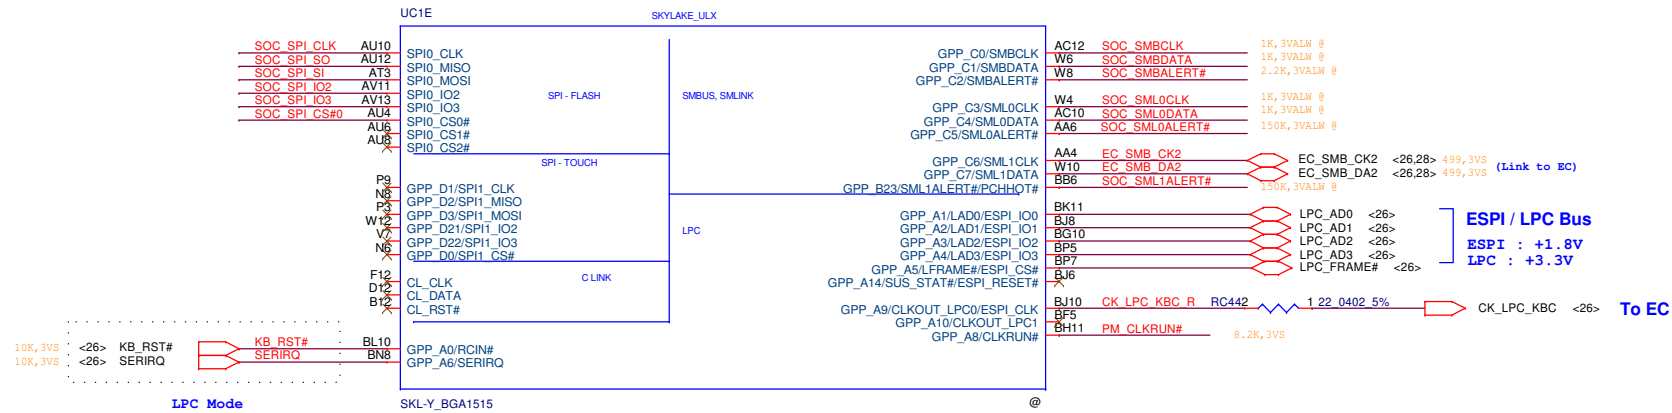 UC1E
SKYLAKE_ULX
SOC_SPI_CLK AU10 SPI0_CLK
SOC_SPI_SO AU12 SPI0_MISO
SOC_SPI_SI AT3 SPI0_MOSI
SOC_SPI_IO2 AV11 SPI0_IO2
SOC_SPI_IO3 AV13 SPI0_IO3
SOC_SPI_CS#0 AU4 SPI0_CS0#
AU6 SPI0_CS1#
AU8 SPI0_CS2#
SPI - FLASH
SPI - TOUCH
P9 GPP_D1/SPI1_CLK
N8 GPP_D2/SPI1_MISO
P3 GPP_D3/SPI1_MOSI
W12 GPP_D21/SPI1_IO2
V7 GPP_D22/SPI1_IO3
N6 GPP_D0/SPI1_CS#
C LINK
F12 CL_CLK
D12 CL_DATA
B12 CL_RST#
10K,3VS <26> KB_RST# KB_RST# BL10 GPP_A0/RCIN#
10K,3VS <26> SERIRQ SERIRQ BN8 GPP_A6/SERIRQ
LPC Mode
SMBUS, SMLINK
GPP_C0/SMBCLK AC12 SOC_SMBCLK 1K,3VALW @
GPP_C1/SMBDATA W6 SOC_SMBDATA 1K,3VALW @
GPP_C2/SMBALERT# W8 SOC_SMBALERT# 2.2K,3VALW @
GPP_C3/SML0CLK W4 SOC_SML0CLK 1K,3VALW @
GPP_C4/SML0DATA AC10 SOC_SML0DATA 1K,3VALW @
GPP_C5/SML0ALERT# AA6 SOC_SML0ALERT# 150K,3VALW @
GPP_C6/SML1CLK AA4 EC_SMB_CK2 EC_SMB_CK2 <26,28> 499,3VS
GPP_C7/SML1DATA W10 EC_SMB_DA2 EC_SMB_DA2 <26,28> 499,3VS
(Link to EC)
GPP_B23/SML1ALERT#/PCHHOT# BB6 SOC_SML1ALERT# 150K,3VALW @
LPC
GPP_A1/LAD0/ESPI_IO0 BK11 LPC_AD0 <26>
GPP_A2/LAD1/ESPI_IO1 BJ8 LPC_AD1 <26>
GPP_A3/LAD2/ESPI_IO2 BG10 LPC_AD2 <26>
GPP_A4/LAD3/ESPI_IO3 BP5 LPC_AD3 <26>
GPP_A5/LFRAME#/ESPI_CS# BP7 LPC_FRAME# <26>
GPP_A14/SUS_STAT#/ESPI_RESET# BJ6
ESPI / LPC Bus
ESPI : +1.8V
LPC : +3.3V
GPP_A9/CLKOUT_LPC0/ESPI_CLK BJ10 CK_LPC_KBC_R RC442 1 22_0402_5% CK_LPC_KBC <26> To EC
GPP_A10/CLKOUT_LPC1 BF5
GPP_A8/CLKRUN# BH11 PM_CLKRUN# 8.2K,3VS
SKL-Y_BGA1515
@